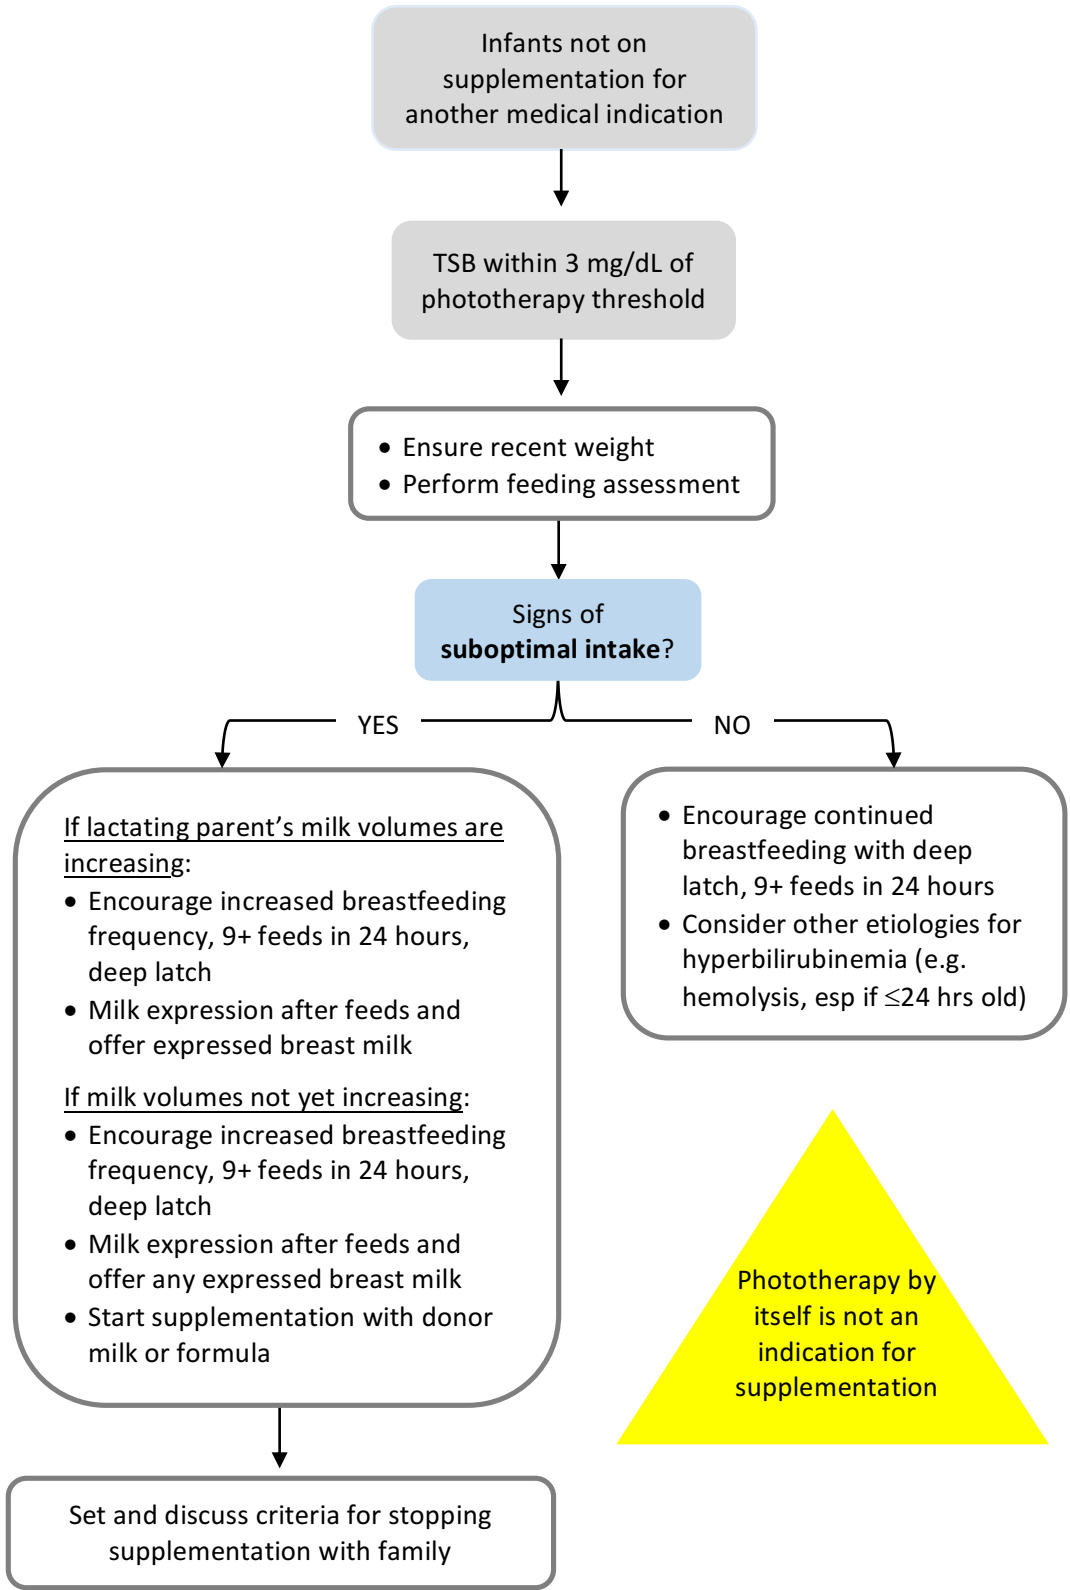 Infants not on
supplementation for
another medical indication
TSB within 3 mg/dL of
phototherapy threshold
• Ensure recent weight
• Perform feeding assessment
Signs of
suboptimal intake?
YES
NO
If lactating parent’s milk volumes are
increasing:
• Encourage increased breastfeeding
frequency, 9+ feeds in 24 hours,
deep latch
• Milk expression after feeds and
offer expressed breast milk
If milk volumes not yet increasing:
• Encourage increased breastfeeding
frequency, 9+ feeds in 24 hours,
deep latch
• Milk expression after feeds and
offer any expressed breast milk
• Start supplementation with donor
milk or formula
• Encourage continued
breastfeeding with deep
latch, 9+ feeds in 24 hours
• Consider other etiologies for
hyperbilirubinemia (e.g.
hemolysis, esp if ≤24 hrs old)
Phototherapy by
itself is not an
indication for
supplementation
Set and discuss criteria for stopping
supplementation with family